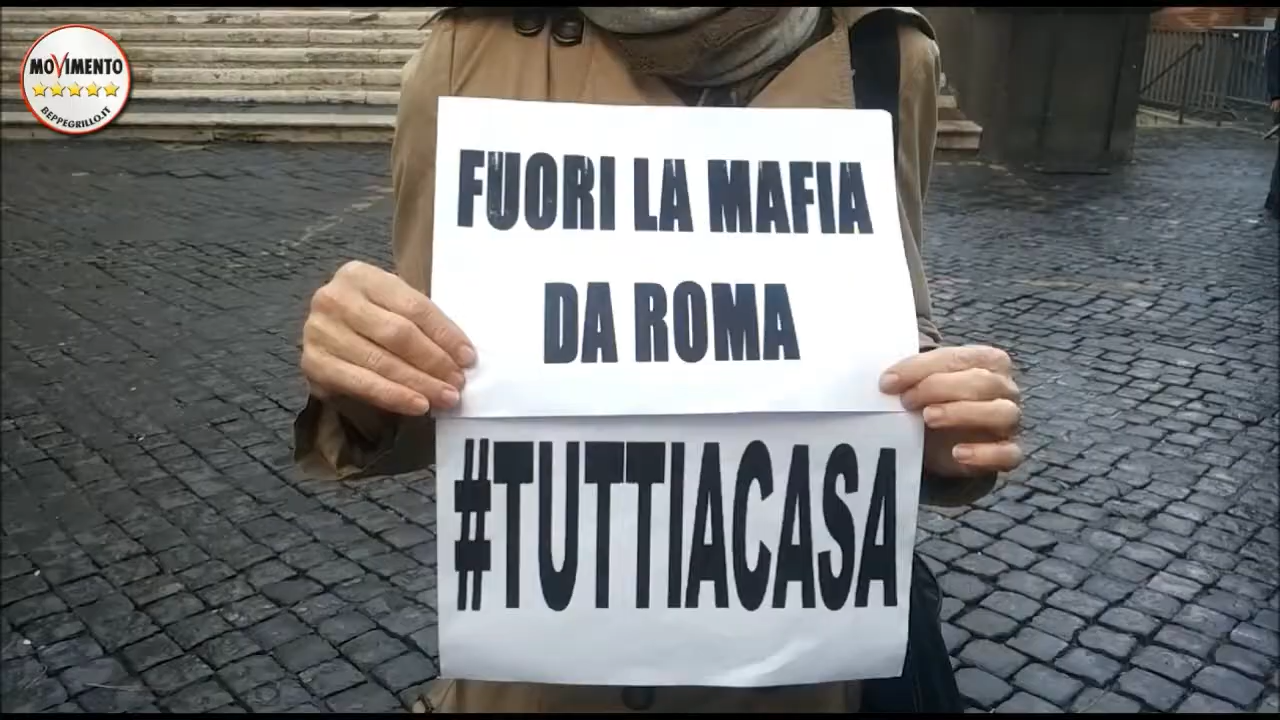 MOVIMENTO
BEPPEGRILLO.IT
FUORI LA MAFIA
DA ROMA
#TUTTIACASA